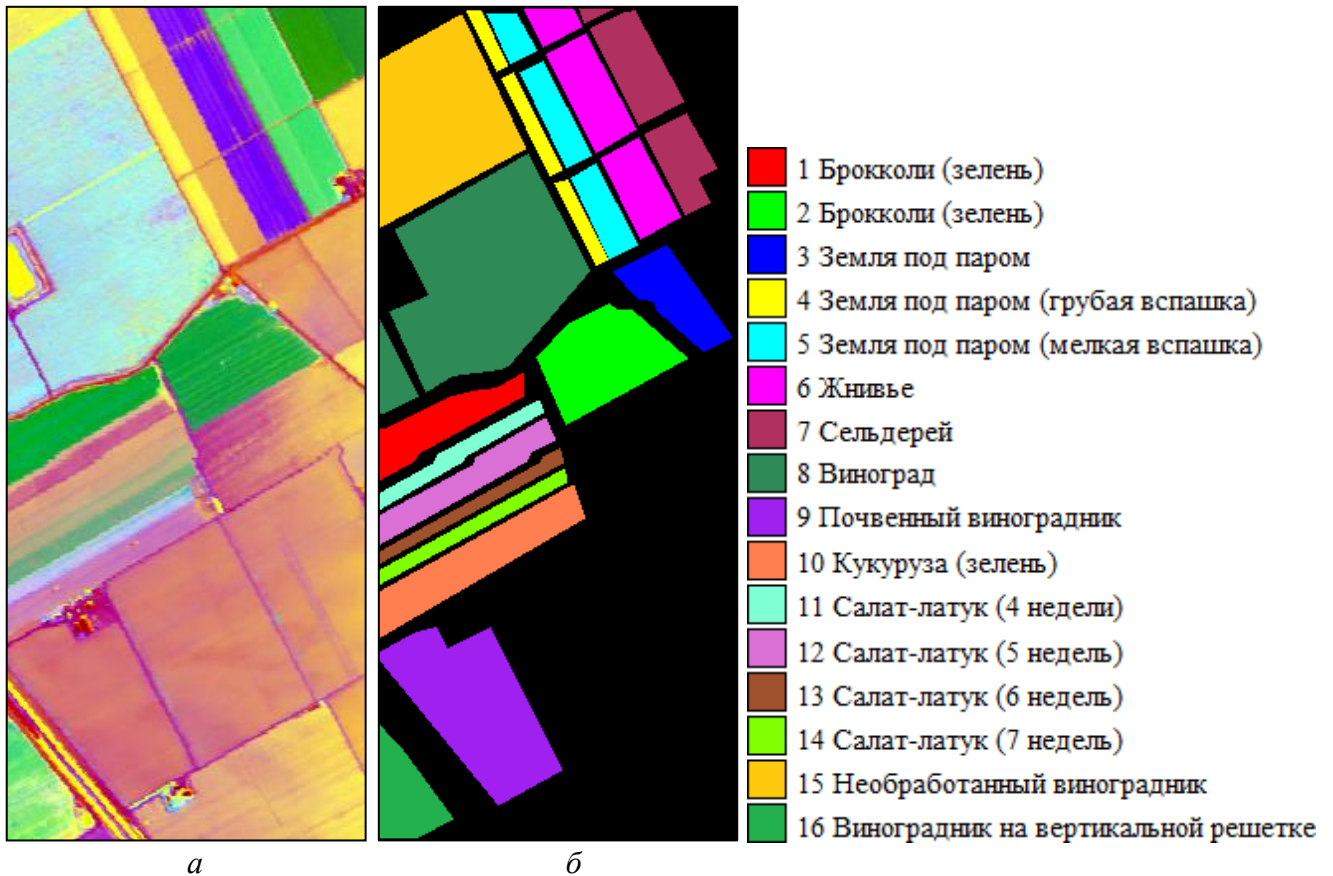 1 Брокколи (зелень)
2 Брокколи (зелень)
3 Земля под паром
4 Земля под паром (грубая вспашка)
5 Земля под паром (мелкая вспашка)
6 Жнивье
7 Сельдерей
8 Виноград
9 Почвенный виноградник
10 Кукуруза (зелень)
11 Салат-латук (4 недели)
12 Салат-латук (5 недель)
13 Салат-латук (6 недель)
14 Салат-латук (7 недель)
15 Необработанный виноградник
16 Виноградник на вертикальной решетке
а
б